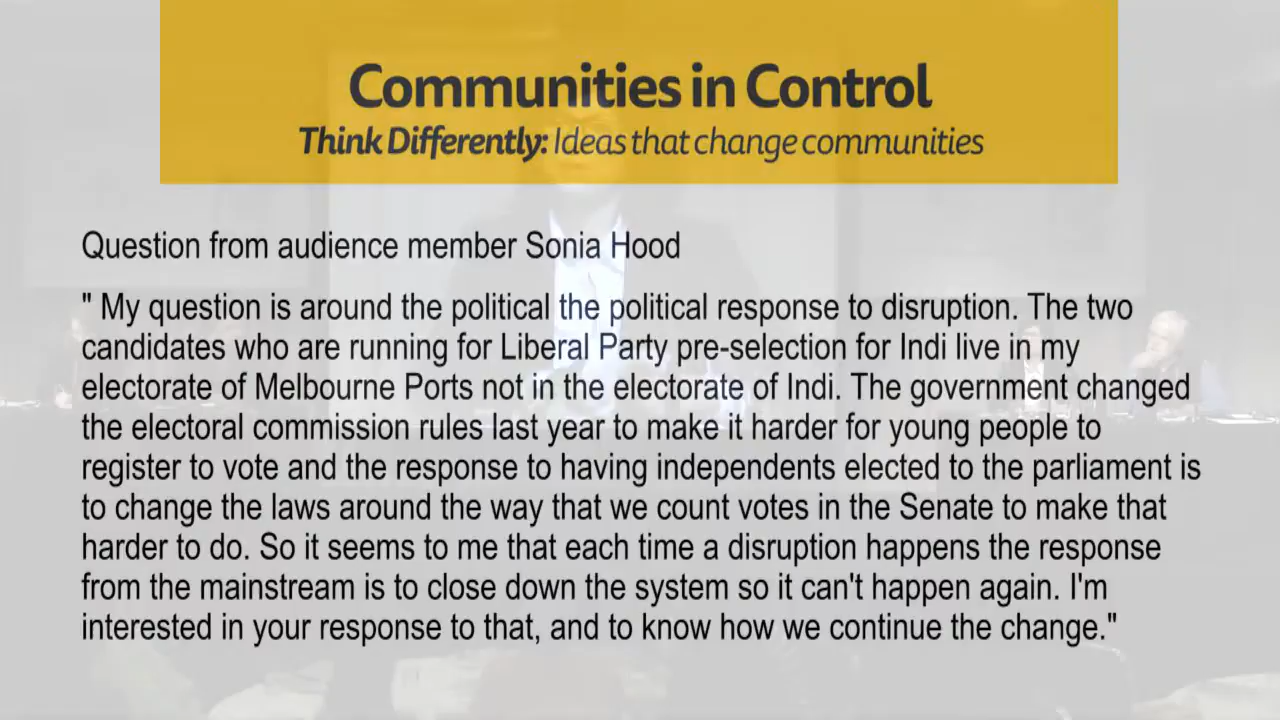 Communities in Control
Think Differently: Ideas that change communities
Question from audience member Sonia Hood
" My question is around the political the political response to disruption. The two
candidates who are running for Liberal Party pre-selection for Indi live in my
electorate of Melbourne Ports not in the electorate of Indi. The government changed
the electoral commission rules last year to make it harder for young people to
register to vote and the response to having independents elected to the parliament is
to change the laws around the way that we count votes in the Senate to make that
harder to do. So it seems to me that each time a disruption happens the response
from the mainstream is to close down the system so it can't happen again. I'm
interested in your response to that, and to know how we continue the change."